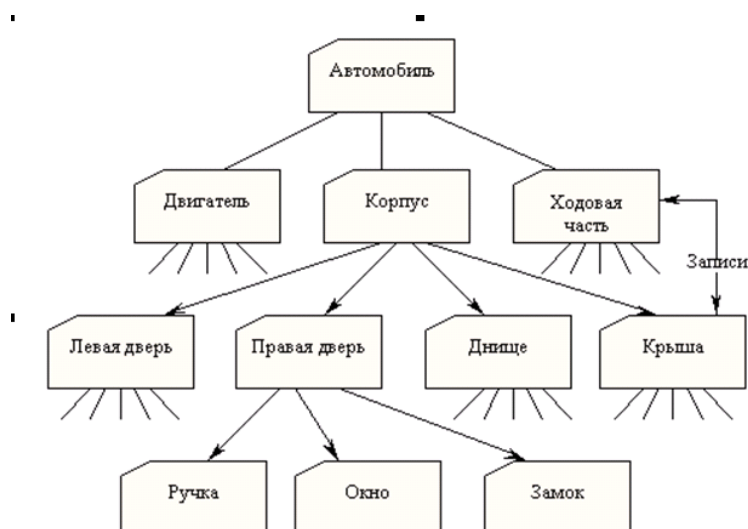 Автомобиль
Двигатель
Корпус
Ходовая
часть
Записи
Левая дверь
Правая дверь
Днище
Крыша
Ручка
Окно
Замок